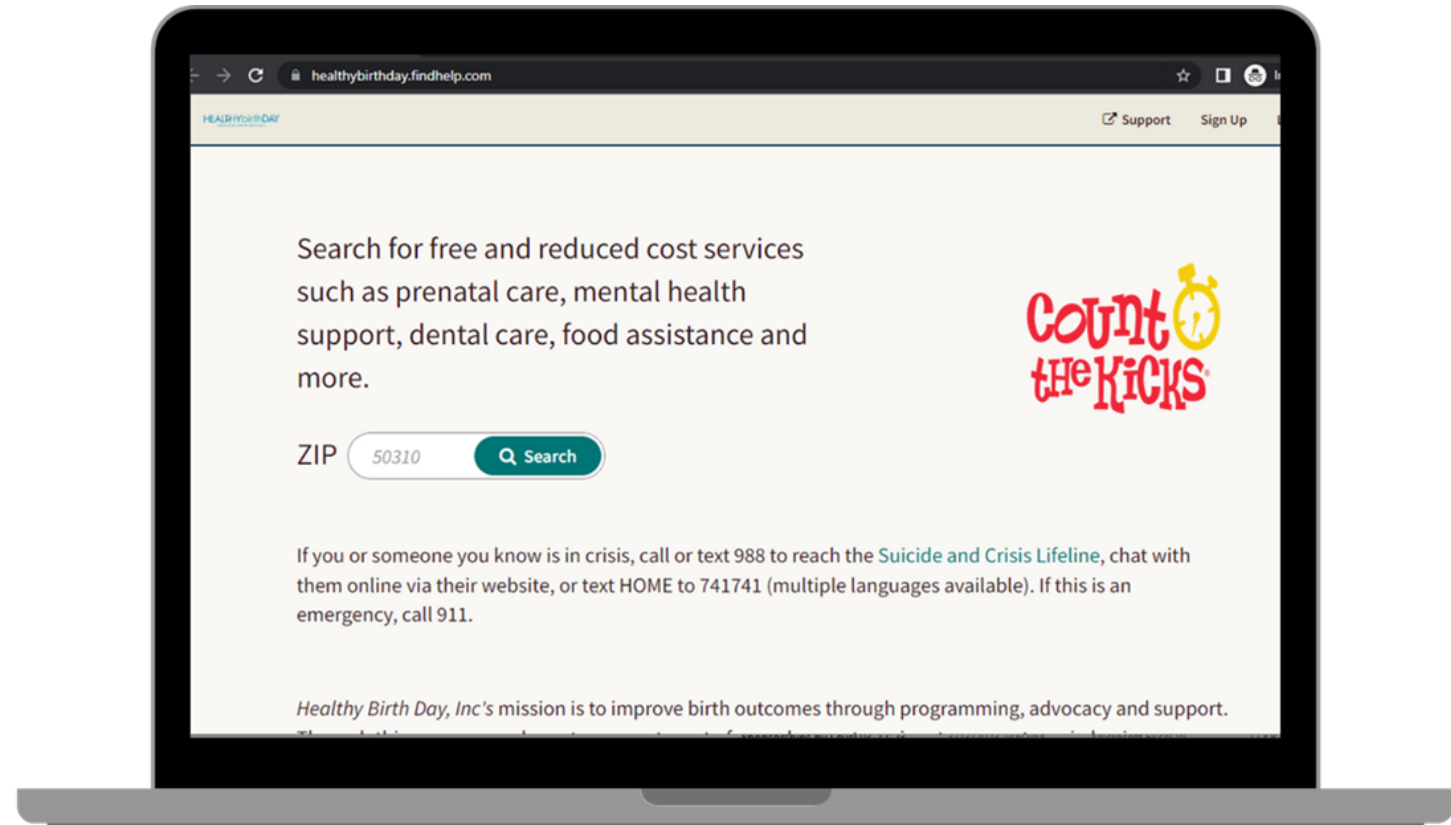 healthybirthday.findhelp.com
HEALTHYbirthDAY
Support Sign Up
Search for free and reduced cost services
such as prenatal care, mental health
support, dental care, food assistance and
more.
Count
the Kicks®
ZIP 50310 Search
If you or someone you know is in crisis, call or text 988 to reach the Suicide and Crisis Lifeline, chat with
them online via their website, or text HOME to 741741 (multiple languages available). If this is an
emergency, call 911.
Healthy Birth Day, Inc's mission is to improve birth outcomes through programming, advocacy and support.